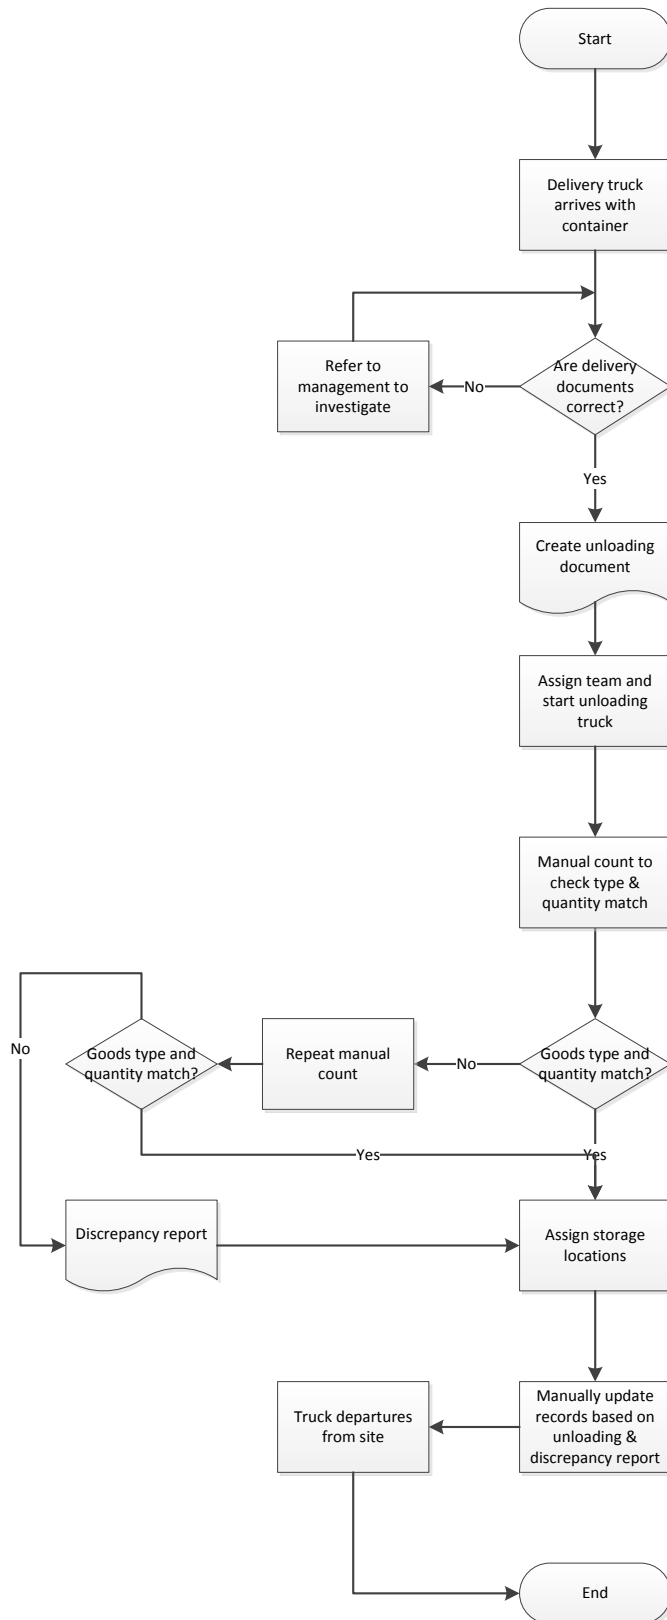 Start
Delivery truck
arrives with
container
Refer to
management to
investigate
No
Are delivery
documents
correct?
Yes
Create unloading
document
Assign team and
start unloading
truck
Manual count to
check type &
quantity match
No
Goods type and
quantity match?
Repeat manual
count
No
Goods type and
quantity match?
Yes
Yes
Discrepancy report
Assign storage
locations
Truck departures
from site
Manually update
records based on
unloading &
discrepancy report
End